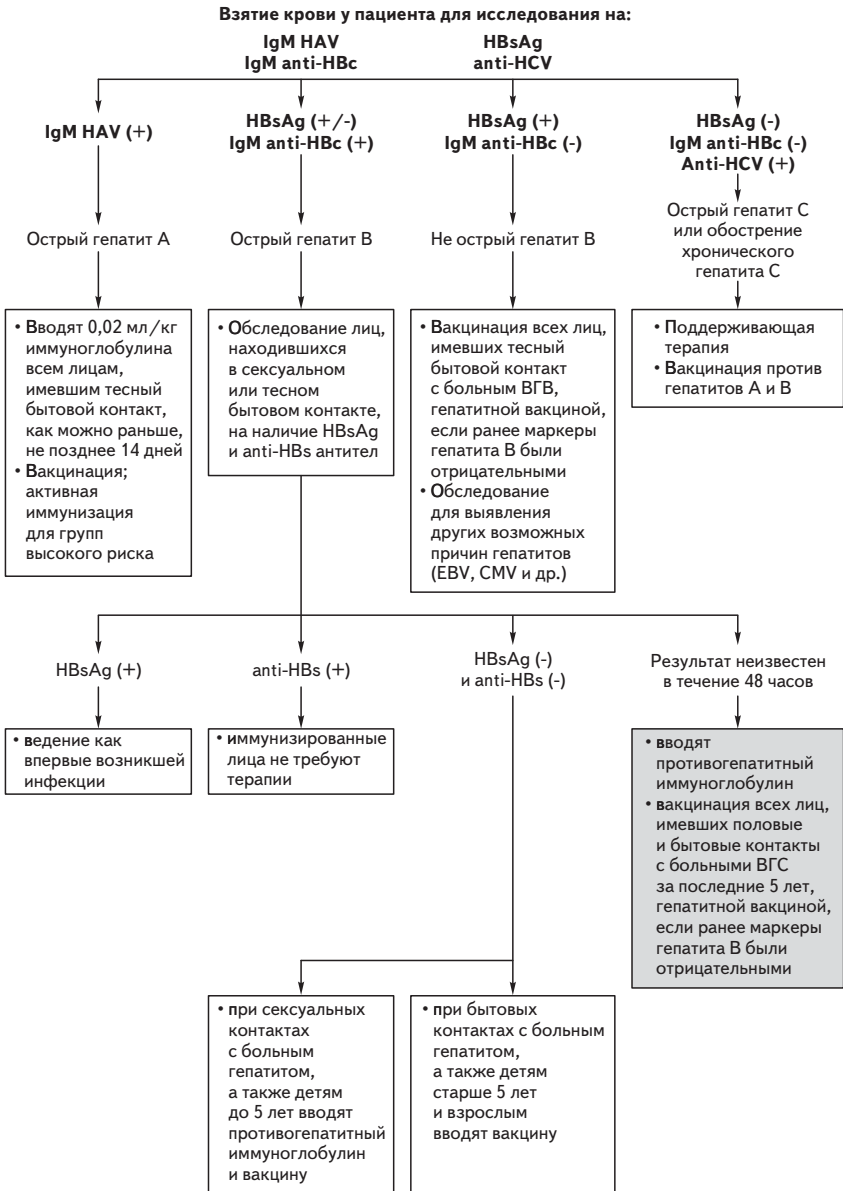 Взятие крови у пациента для исследования на:
IgM HAV
IgM anti-HBc
HBsAg
anti-HCV
IgM HAV (+)
HBsAg (+/-)
IgM anti-HBc (+)
HBsAg (+)
IgM anti-HBc (-)
HBsAg (-)
IgM anti-HBc (-)
Anti-HCV (+)
Острый гепатит А
Острый гепатит В
Не острый гепатит В
Острый гепатит С
или обострение
хронического
гепатита С
• Вводят 0,02 мл/кг
иммуноглобулина
всем лицам,
имевшим тесный
бытовой контакт,
как можно раньше,
не позднее 14 дней
• Вакцинация;
активная
иммунизация
для групп
высокого риска
• Обследование лиц,
находившихся
в сексуальном
или тесном
бытовом контакте,
на наличие HBsAg
и anti-HBs антител
• Вакцинация всех лиц,
имевших тесный
бытовой контакт
с больным ВГВ,
гепатитной вакциной,
если ранее маркеры
гепатита В были
отрицательными
• Обследование
для выявления
других возможных
причин гепатитов
(EBV, CMV и др.)
• Поддерживающая
терапия
• Вакцинация против
гепатитов А и В
HBsAg (+)
anti-HBs (+)
HBsAg (-)
и anti-HBs (-)
Результат неизвестен
в течение 48 часов
• ведение как
впервые возникшей
инфекции
• иммунизированные
лица не требуют
терапии
• вводят
противогепатитный
иммуноглобулин
• вакцинация всех лиц,
имевших половые
и бытовые контакты
с больными ВГС
за последние 5 лет,
гепатитной вакциной,
если ранее маркеры
гепатита В были
отрицательными
• при сексуальных
контактах
с больным
гепатитом,
а также детям
до 5 лет вводят
противогепатитный
иммуноглобулин
и вакцину
• при бытовых
контактах с больным
гепатитом,
а также детям
старше 5 лет
и взрослым
вводят вакцину